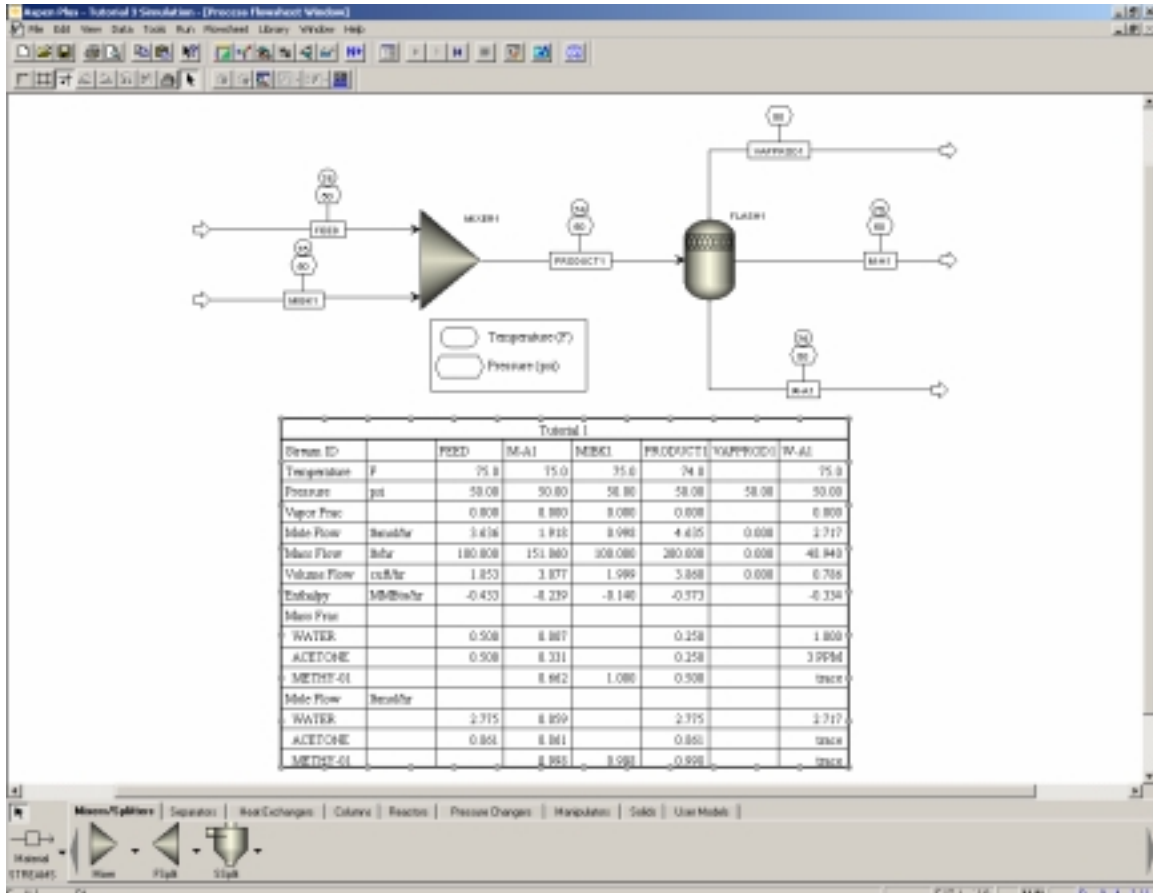 Aspen Plus - Tutorial 3 Simulation - [Process Flowsheet Window]
File Edit View Data Tools Run Flowsheet Library Window Help
VAPPROD1
FEED
MIXER1
FLASH1
PRODUCT1
M-A1
MIBK1
Temperature (F)
Pressure (psi)
W-A1
Tutorial 1
Stream ID FEED M-A1 MIBK1 PRODUCT1 VAPPROD1 W-A1
Temperature F 75.0 75.0 75.0 74.0 75.0
Pressure psi 50.00 50.00 50.00 50.00 50.00 50.00
Vapor Frac 0.000 0.000 0.000 0.000 0.000
Mole Flow lbmol/hr 3.636 1.918 0.998 4.635 0.000 2.717
Mass Flow lb/hr 100.000 151.060 100.000 200.000 0.000 48.940
Volume Flow cuft/hr 1.853 3.077 1.999 3.860 0.000 0.786
Enthalpy MMBtu/hr -0.433 -0.239 -0.140 -0.573 -0.334
Mass Frac
WATER 0.500 0.007 0.250 1.000
ACETONE 0.500 0.331 0.250 3 PPM
METHY-01 0.662 1.000 0.500 trace
Mole Flow lbmol/hr
WATER 2.775 0.059 2.775 2.717
ACETONE 0.861 0.861 0.861 trace
METHY-01 0.998 0.998 0.998 trace
Mixers/Splitters Separators Heat Exchangers Columns Reactors Pressure Changers Manipulators Solids User Models
Material
STREAMS Mixer FSplit SSplit